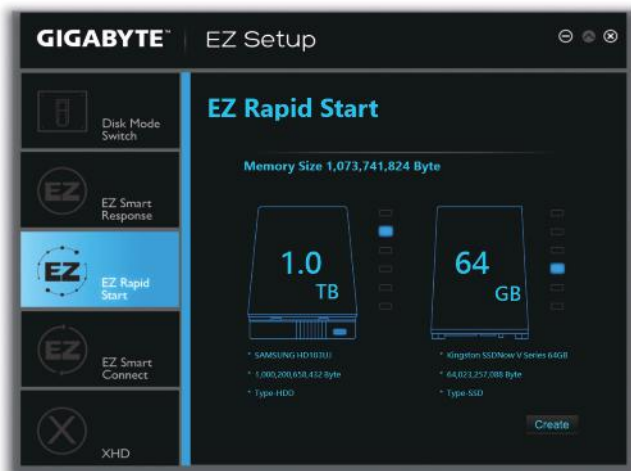 GIGABYTE™ EZ Setup
Disk Mode
Switch
EZ
EZ Smart
Response
EZ
EZ Rapid
Start
EZ
EZ Smart
Connect
XHD
EZ Rapid Start
Memory Size 1,073,741,824 Byte
1.0
TB
* SAMSUNG HD103UJ
* 1,000,200,658,432 Byte
* Type-HDD
64
GB
* Kingston SSDNow V Series 64GB
* 64,023,257,088 Byte
* Type-SSD
Create